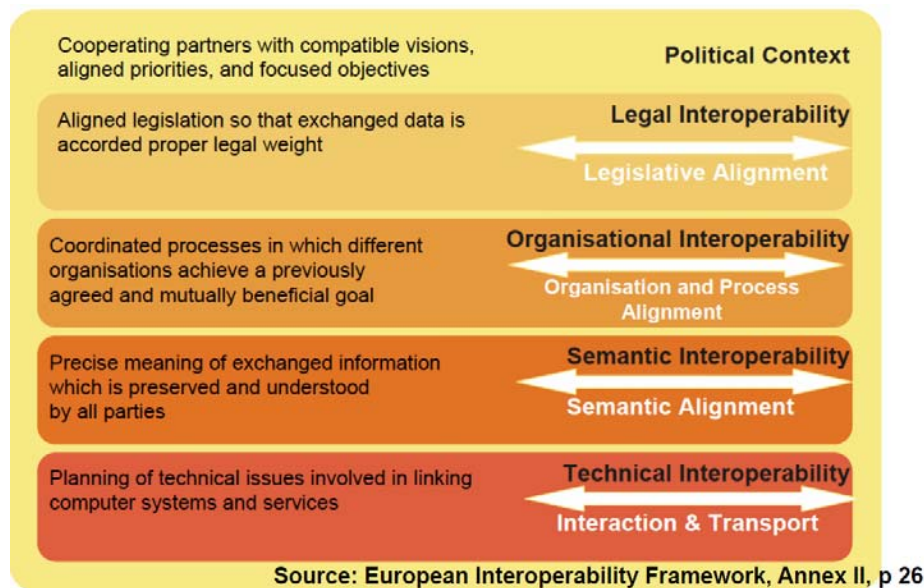 Cooperating partners with compatible visions,
aligned priorities, and focused objectives
Political Context
Aligned legislation so that exchanged data is
accorded proper legal weight
Legal Interoperability
Legislative Alignment
Coordinated processes in which different
organisations achieve a previously
agreed and mutually beneficial goal
Organisational Interoperability
Organisation and Process
Alignment
Precise meaning of exchanged information
which is preserved and understood
by all parties
Semantic Interoperability
Semantic Alignment
Planning of technical issues involved in linking
computer systems and services
Technical Interoperability
Interaction & Transport
Source: European Interoperability Framework, Annex II, p 26